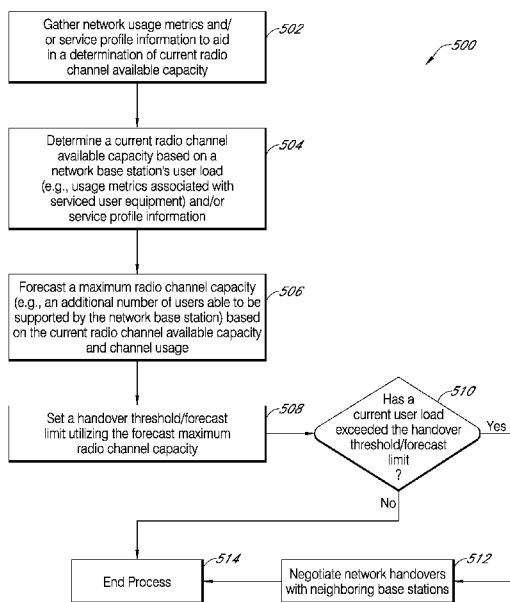 Gather network usage metrics and/
or service profile information to aid
in a determination of current radio
channel available capacity
502
500
Determine a current radio channel
available capacity based on a
network base station's user load
(e.g., usage metrics associated with
serviced user equipment) and/or
service profile information
504
Forecast a maximum radio channel capacity
(e.g., an additional number of users able to be
supported by the network base station) based
on the current radio channel available capacity
and channel usage
506
Set a handover threshold/forecast
limit utilizing the forecast maximum
radio channel capacity
508
Has a
current user load
exceeded the handover
threshold/forecast
limit
?
510
Yes
No
End Process
514
Negotiate network handovers
with neighboring base stations
512